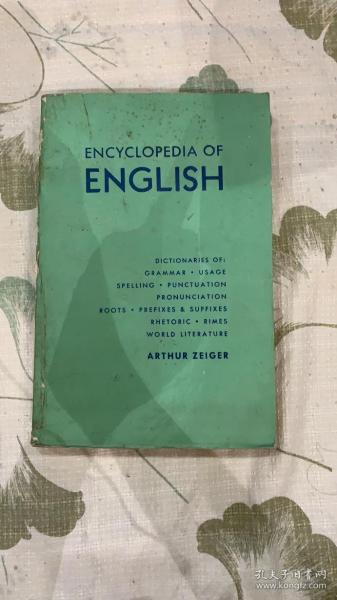 ENCYCLOPEDIA OF
ENGLISH
DICTIONARIES OF:
GRAMMAR • USAGE
SPELLING • PUNCTUATION
PRONUNCIATION
ROOTS • PREFIXES & SUFFIXES
RHETORIC • RIMES
WORLD LITERATURE
ARTHUR ZEIGER
孔夫子旧书网
www.kongfz.com